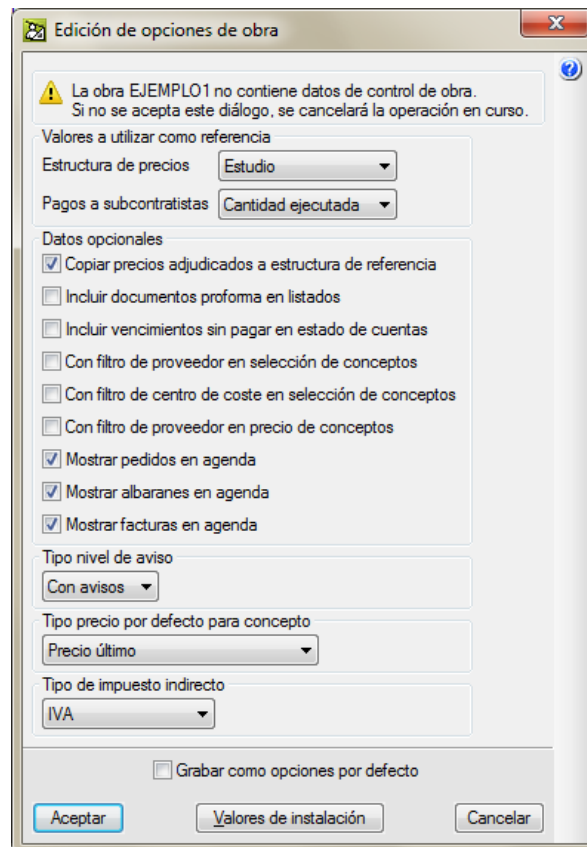 Edición de opciones de obra
La obra EJEMPLO1 no contiene datos de control de obra.
Si no se acepta este diálogo, se cancelará la operación en curso.
Valores a utilizar como referencia
Estructura de precios Estudio
Pagos a subcontratistas Cantidad ejecutada
Datos opcionales
Copiar precios adjudicados a estructura de referencia
Incluir documentos proforma en listados
Incluir vencimientos sin pagar en estado de cuentas
Con filtro de proveedor en selección de conceptos
Con filtro de centro de coste en selección de conceptos
Con filtro de proveedor en precio de conceptos
Mostrar pedidos en agenda
Mostrar albaranes en agenda
Mostrar facturas en agenda
Tipo nivel de aviso
Con avisos
Tipo precio por defecto para concepto
Precio último
Tipo de impuesto indirecto
IVA
Grabar como opciones por defecto
Aceptar Valores de instalación Cancelar